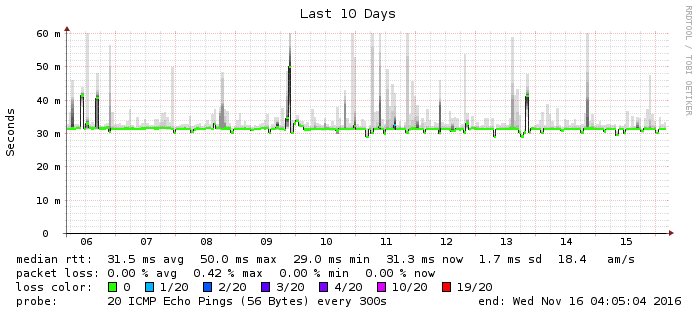 Last 10 Days
RRDTOOL / TOBI OETIKER
Seconds
60 m
50 m
40 m
30 m
20 m
10 m
0
06 07 08 09 10 11 12 13 14 15
median rtt: 31.5 ms avg 50.0 ms max 29.0 ms min 31.3 ms now 1.7 ms sd 18.4 am/s
packet loss: 0.00 % avg 0.42 % max 0.00 % min 0.00 % now
loss color: 0 1/20 2/20 3/20 4/20 10/20 19/20
probe: 20 ICMP Echo Pings (56 Bytes) every 300s end: Wed Nov 16 04:05:04 2016